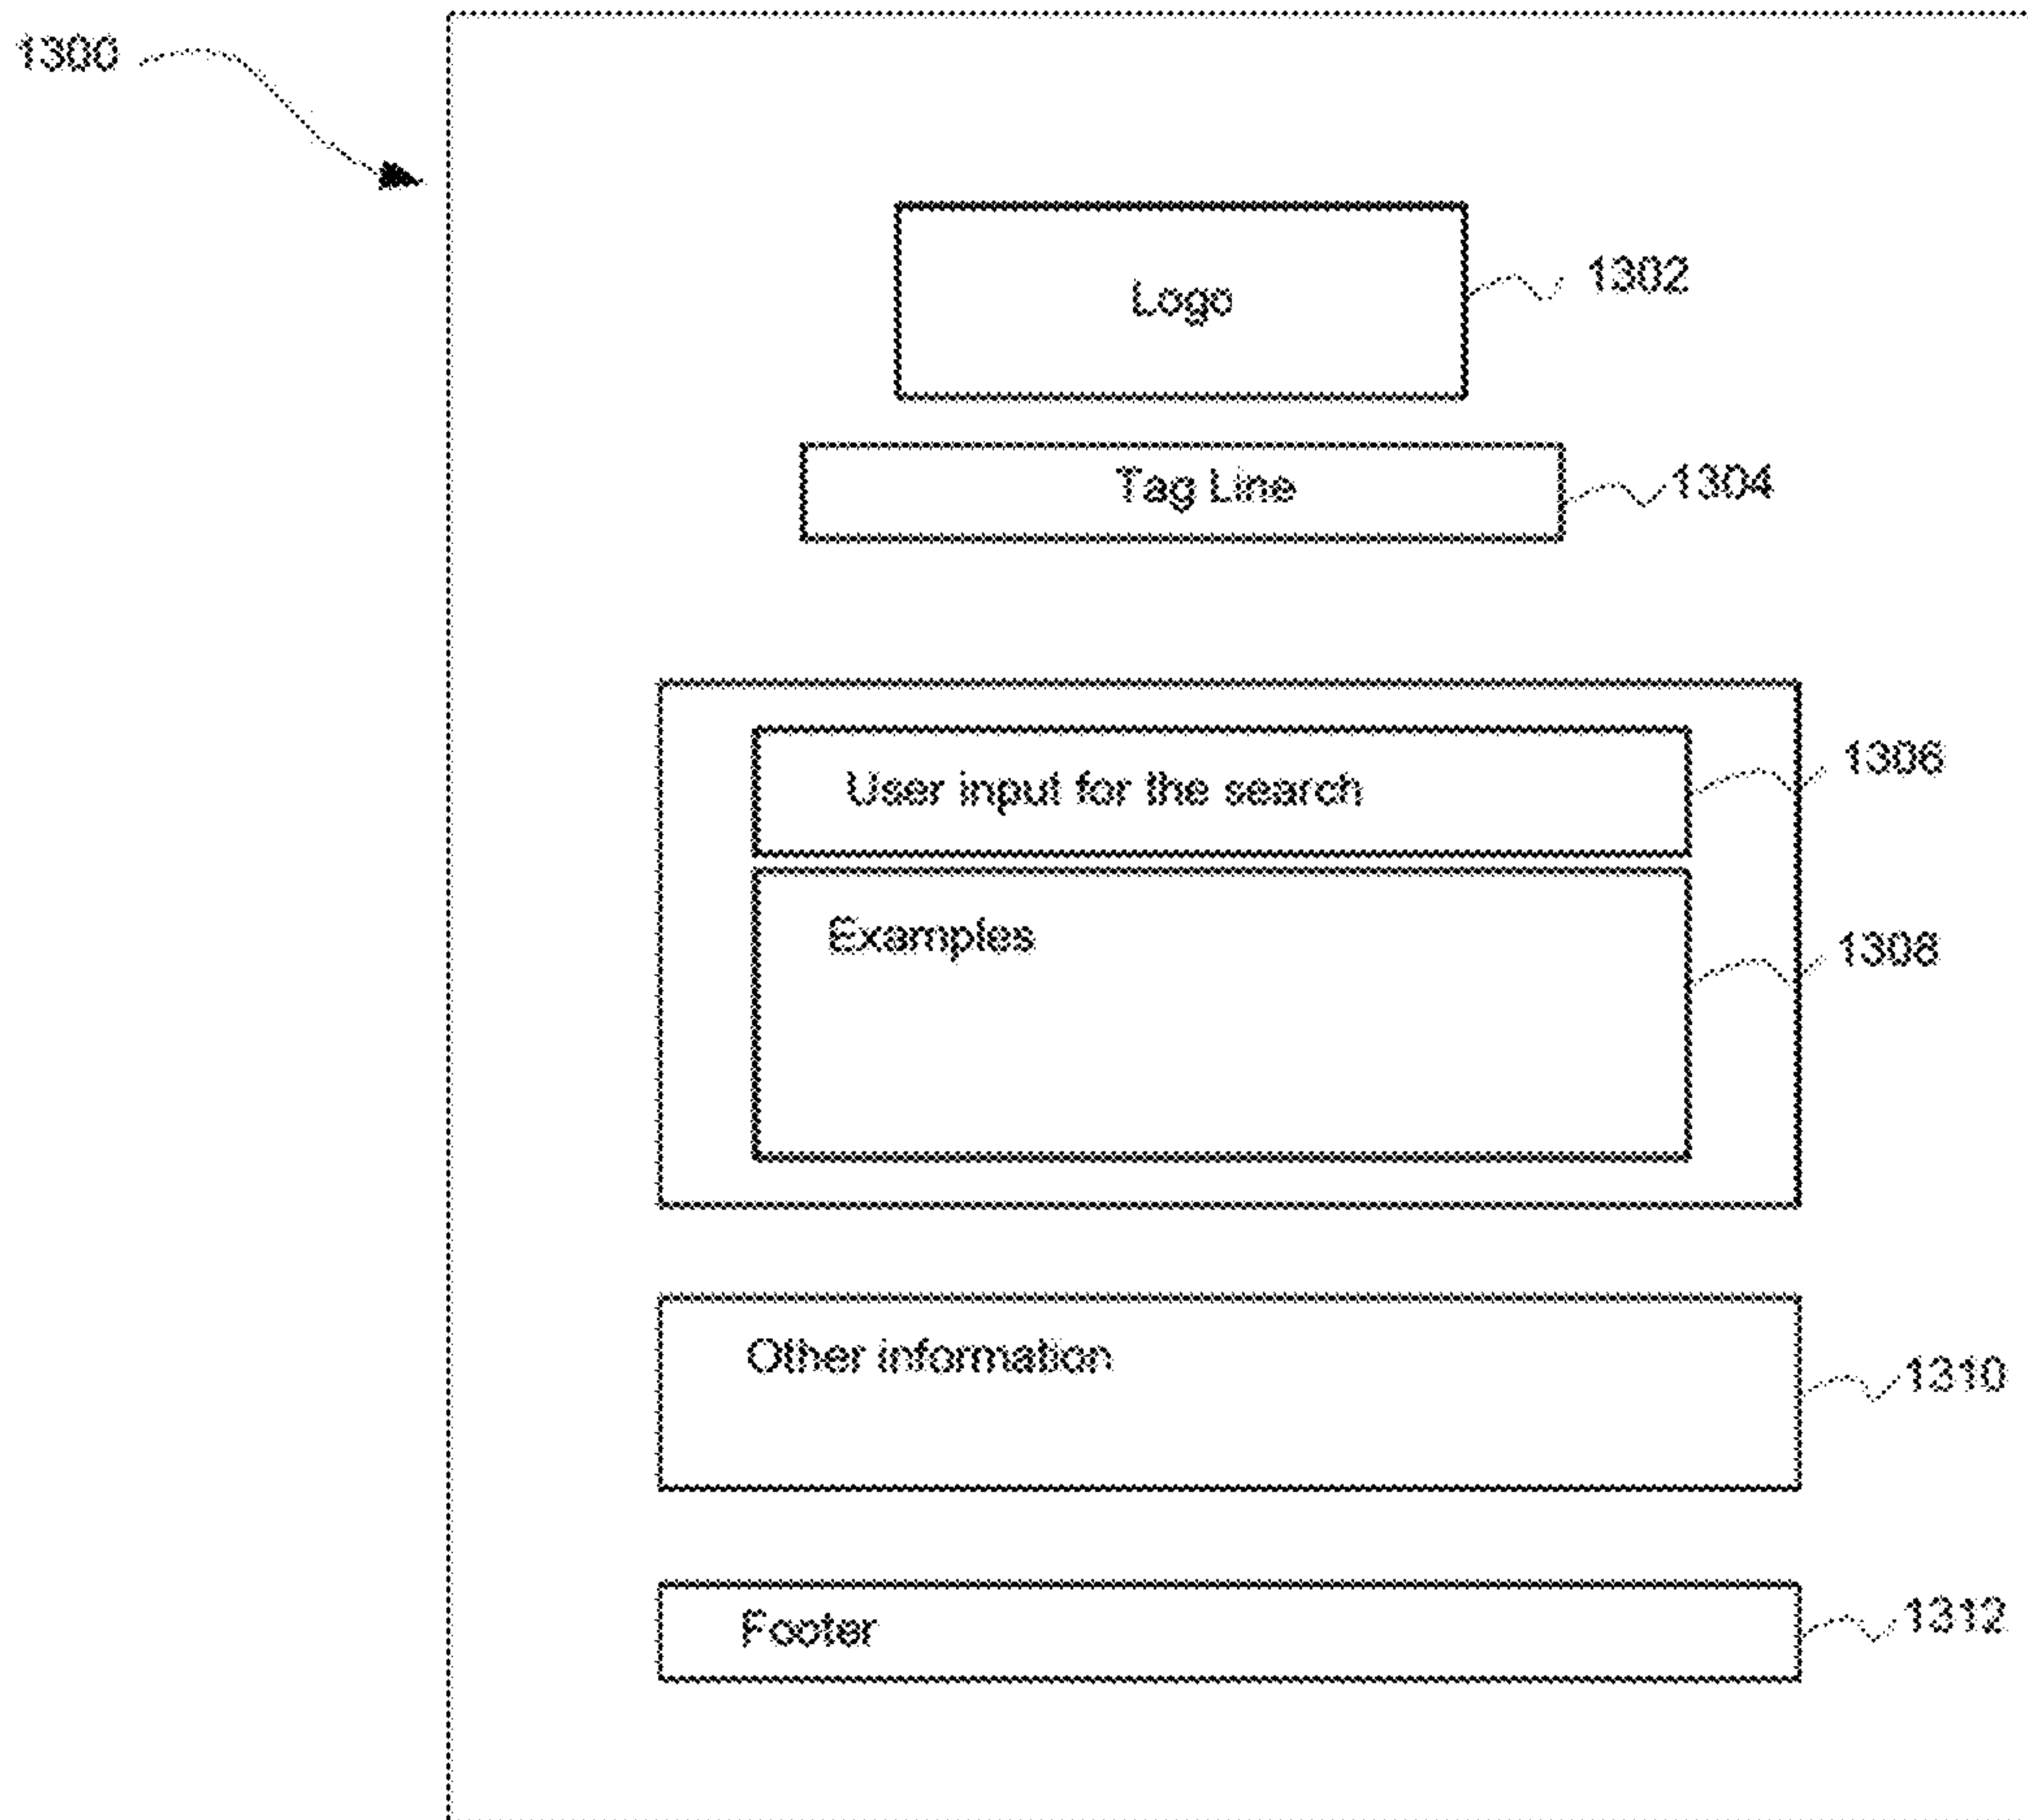 1300
Logo
1302
Tag Line
1304
User input for the search
1306
Examples
1308
Other information
1310
Footer
1312